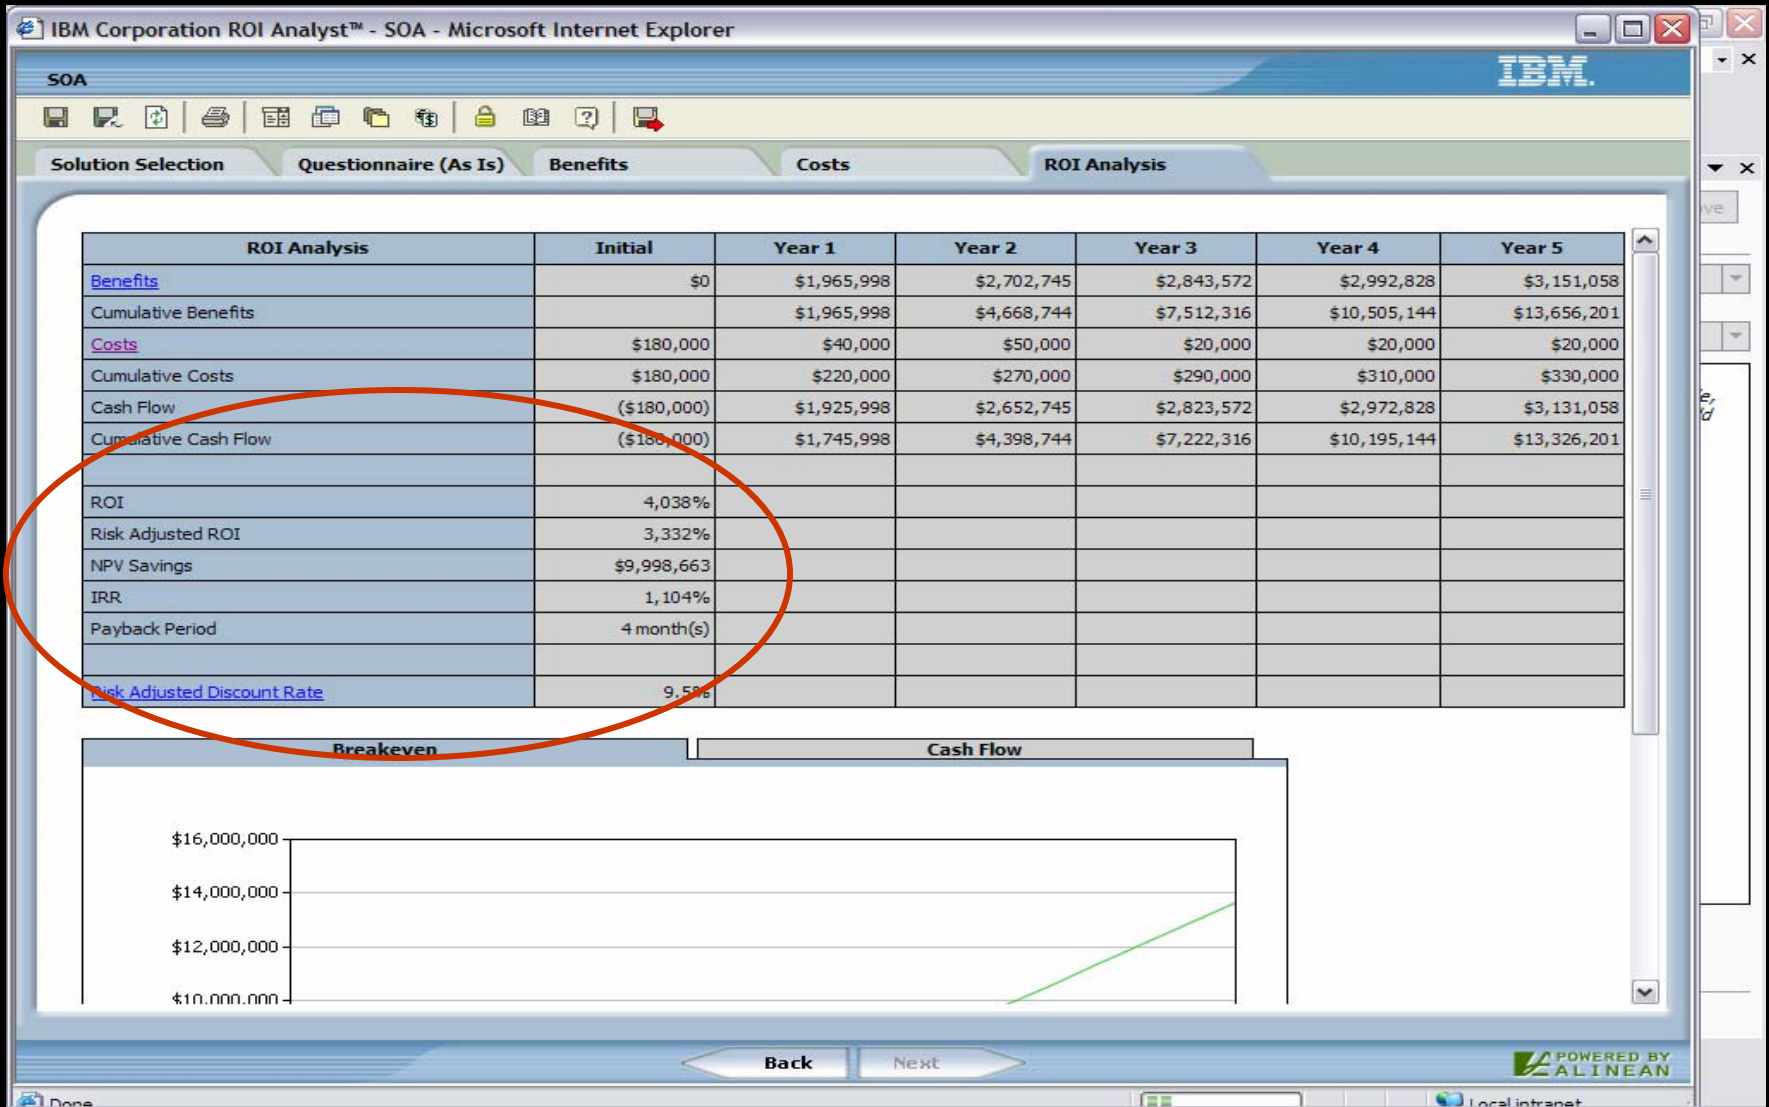 IBM Corporation ROI Analyst™ - SOA - Microsoft Internet Explorer
SOA
IBM.
Solution Selection Questionnaire (As Is) Benefits Costs ROI Analysis
ROI Analysis Initial Year 1 Year 2 Year 3 Year 4 Year 5
Benefits $0 $1,965,998 $2,702,745 $2,843,572 $2,992,828 $3,151,058
Cumulative Benefits $1,965,998 $4,668,744 $7,512,316 $10,505,144 $13,656,201
Costs $180,000 $40,000 $50,000 $20,000 $20,000 $20,000
Cumulative Costs $180,000 $220,000 $270,000 $290,000 $310,000 $330,000
Cash Flow ($180,000) $1,925,998 $2,652,745 $2,823,572 $2,972,828 $3,131,058
Cumulative Cash Flow ($180,000) $1,745,998 $4,398,744 $7,222,316 $10,195,144 $13,326,201
ROI 4,038%
Risk Adjusted ROI 3,332%
NPV Savings $9,998,663
IRR 1,104%
Payback Period 4 month(s)
Risk Adjusted Discount Rate 9.5%
Breakeven Cash Flow
$16,000,000
$14,000,000
$12,000,000
$10,000,000
Back Next
POWERED BY
ALINEAN
Done Local intranet